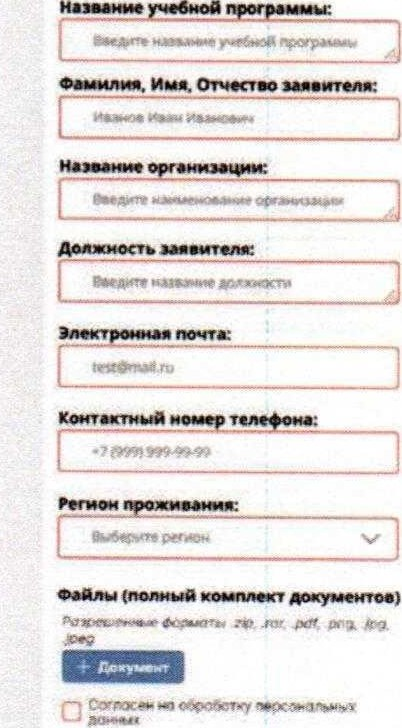 Название учебной программы:
Введите название учебной программы
Фамилия, Имя, Отчество заявителя:
Иванов Иван Иванович
Название организации:
Введите наименование организации
Должность заявителя:
Введите название должности
Электронная почта:
test@mail.ru
Контактный номер телефона:
+7 (999) 999-99-99
Регион проживания:
Выберите регион
Файлы (полный комплект документов)
Разрешенные форматы .zip, .rar, .pdf, .png, .jpg,
.jpeg
+ Документ
Согласен на обработку персональных
данных